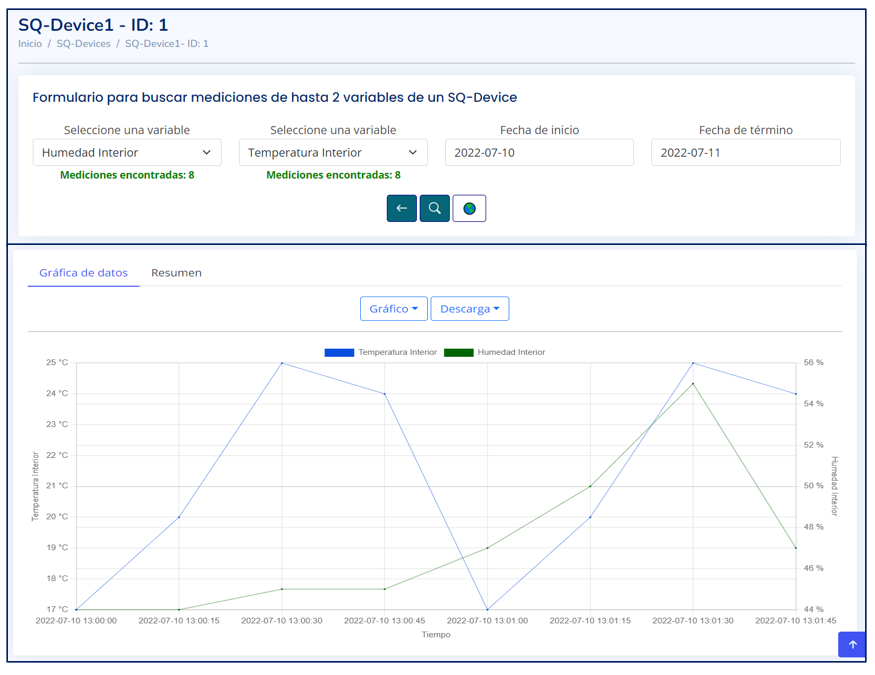 SQ-Device1 - ID: 1
Inicio / SQ-Devices / SQ-Device1- ID: 1
Formulario para buscar mediciones de hasta 2 variables de un SQ-Device
Seleccione una variable Seleccione una variable Fecha de inicio Fecha de término
Humedad Interior Temperatura Interior 2022-07-10 2022-07-11
Mediciones encontradas: 8 Mediciones encontradas: 8
Gráfica de datos Resumen
Gráfico Descarga
Temperatura Interior Humedad Interior
25 °C 56 %
24 °C
54 %
23 °C
52 %
22 °C
21 °C 50 %
20 °C
48 %
19 °C
46 %
18 °C
17 °C 44 %
Temperatura Interior
Humedad Interior
2022-07-10 13:00:00 2022-07-10 13:00:15 2022-07-10 13:00:30 2022-07-10 13:00:45 2022-07-10 13:01:00 2022-07-10 13:01:15 2022-07-10 13:01:30 2022-07-10 13:01:45
Tiempo